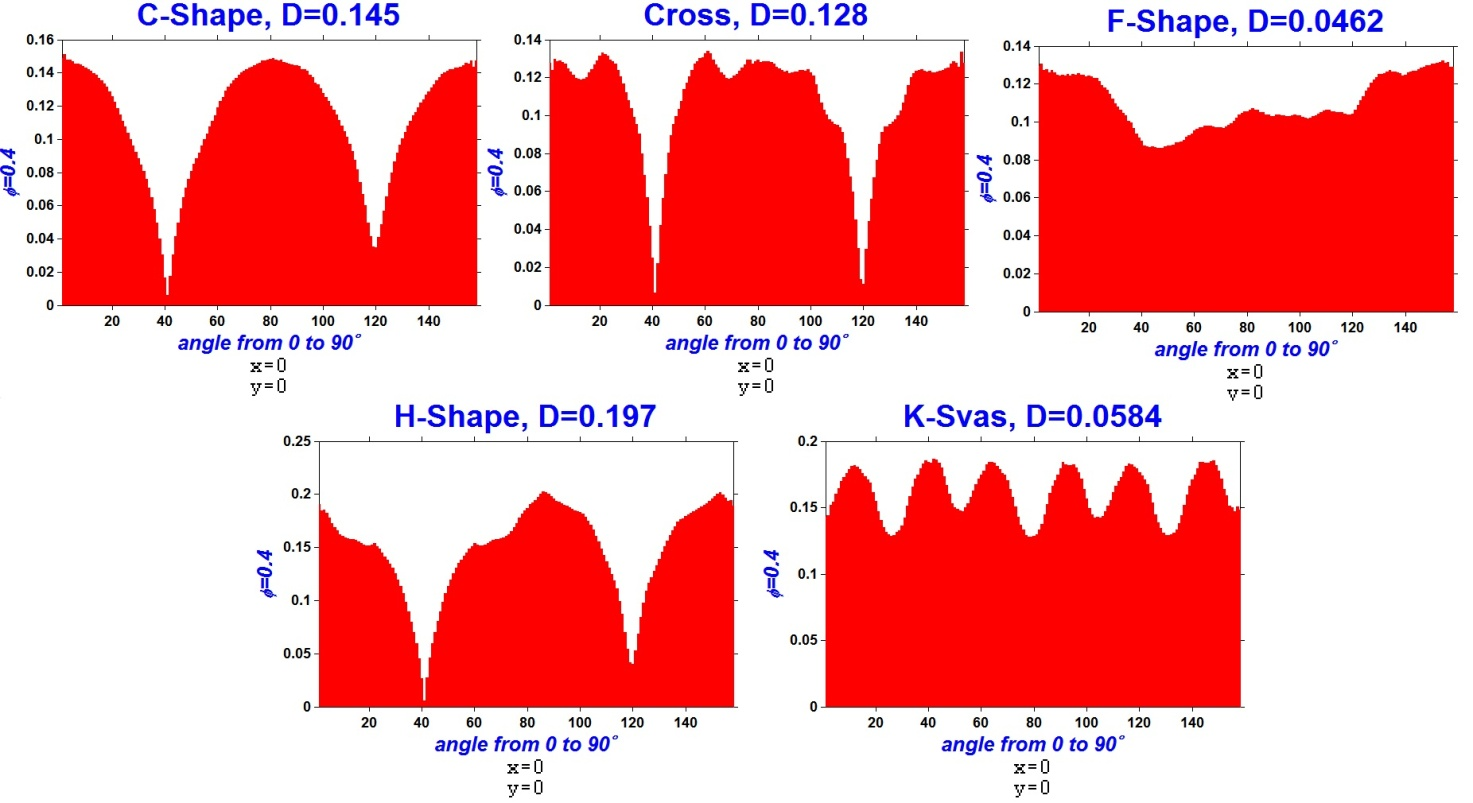 C-Shape, D=0.145
0.16
0.14
0.12
0.1
0.08
0.06
0.04
0.02
0
ϕ=0.4
20 40 60 80 100 120 140
angle from 0 to 90°
x=0
y=0
Cross, D=0.128
0.14
0.12
0.1
0.08
0.06
0.04
0.02
0
ϕ=0.4
20 40 60 80 100 120 140
angle from 0 to 90°
x=0
y=0
F-Shape, D=0.0462
0.14
0.12
0.1
0.08
0.06
0.04
0.02
0
ϕ=0.4
20 40 60 80 100 120 140
angle from 0 to 90°
x=0
y=0
H-Shape, D=0.197
0.25
0.2
0.15
0.1
0.05
0
ϕ=0.4
20 40 60 80 100 120 140
angle from 0 to 90°
x=0
y=0
K-Svas, D=0.0584
0.2
0.15
0.1
0.05
0
ϕ=0.4
20 40 60 80 100 120 140
angle from 0 to 90°
x=0
y=0